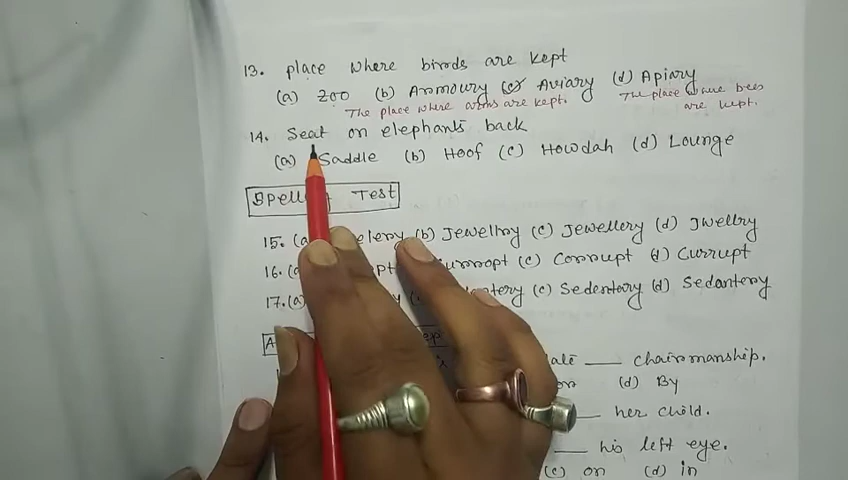 13. place where birds are kept
(a) Zoo (b) Armoury (c) Aviary (d) Apiary
The place where arms are kept. The place where bees are kept.
14. Seat on elephants back
(a) Saddle (b) Hoof (c) Howdah (d) Lounge
Spelling Test
15. (b) Jewelry (c) Jewellery (d) Jwellry
16. (c) Corrupt (d) Currupt
17. (a) (c) Sedentary (d) Sedantery
chairmanship.
(d) By
her child.
his left eye.
(c) on (d) in